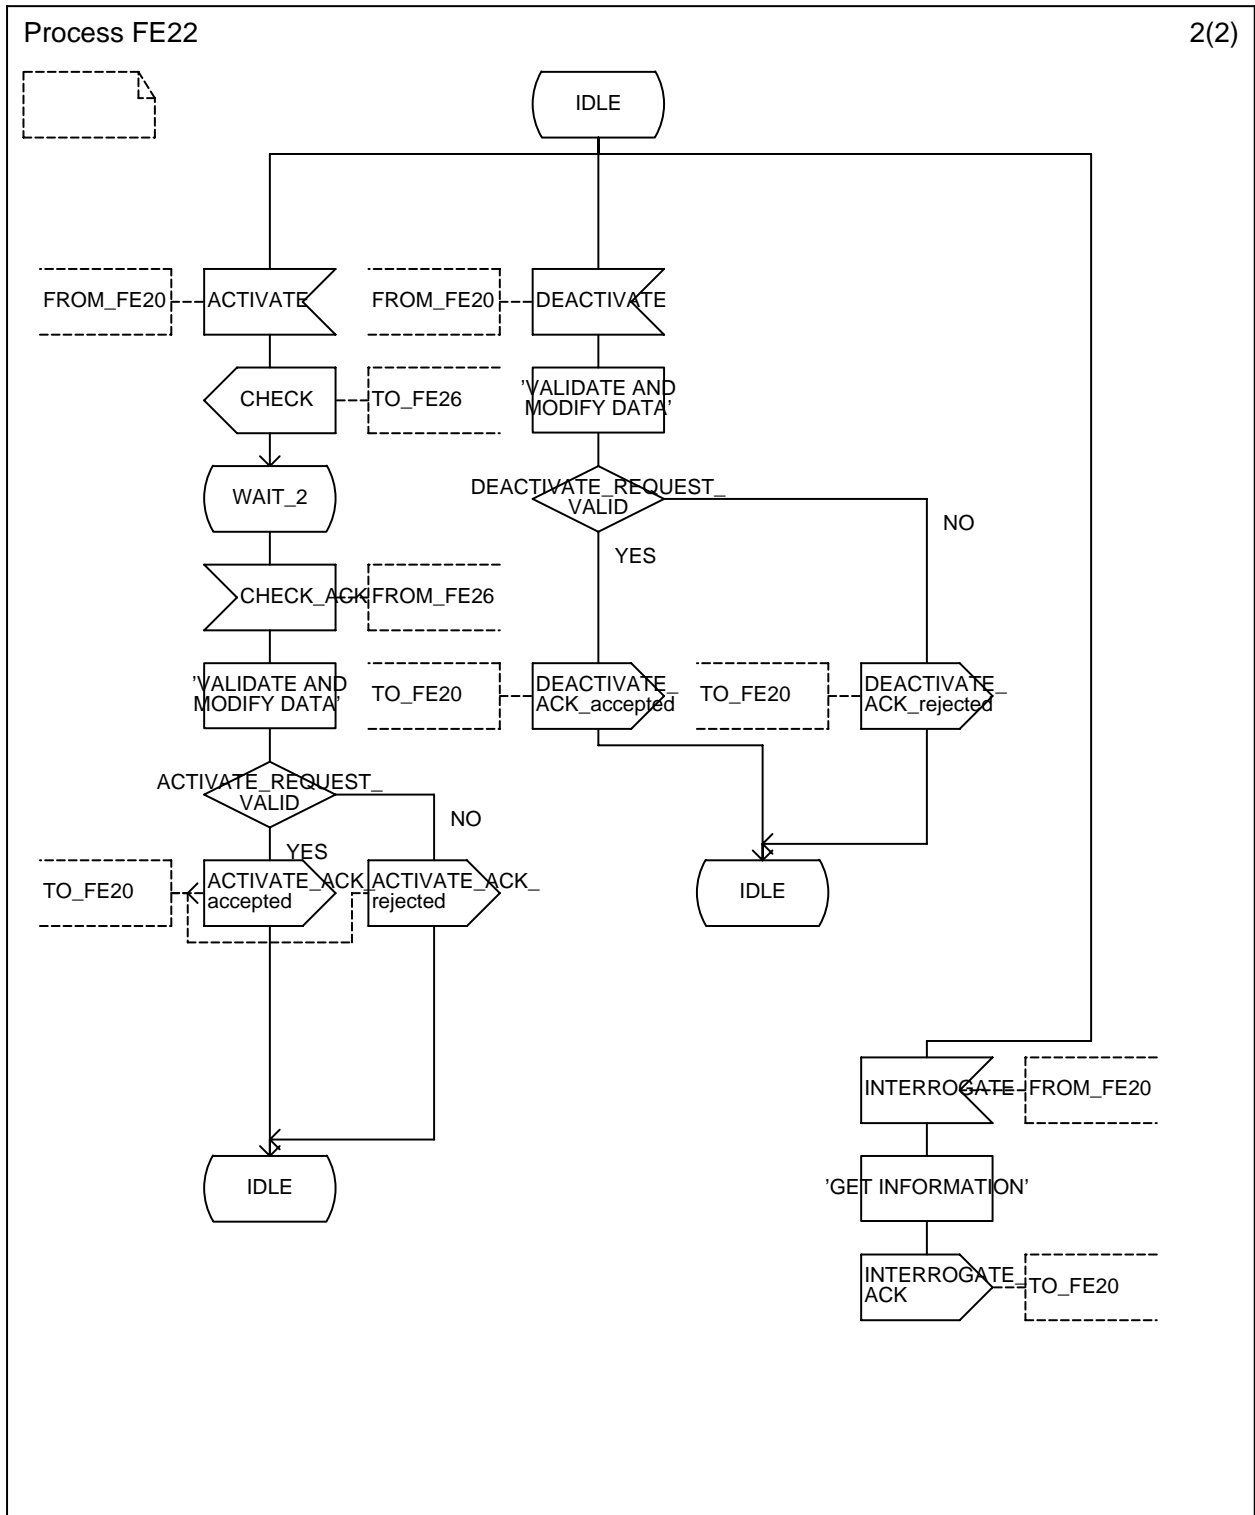 Process FE22
2(2)
IDLE
FROM_FE20
ACTIVATE
FROM_FE20
DEACTIVATE
CHECK
TO_FE26
'VALIDATE AND
MODIFY DATA'
WAIT_2
DEACTIVATE_REQUEST_
VALID
NO
YES
CHECK_ACK
FROM_FE26
'VALIDATE AND
MODIFY DATA'
TO_FE20
DEACTIVATE_
ACK_accepted
TO_FE20
DEACTIVATE_
ACK_rejected
ACTIVATE_REQUEST_
VALID
NO
YES
TO_FE20
ACTIVATE_ACK_
accepted
ACTIVATE_ACK_
rejected
IDLE
INTERROGATE
FROM_FE20
IDLE
'GET INFORMATION'
INTERROGATE_
ACK
TO_FE20